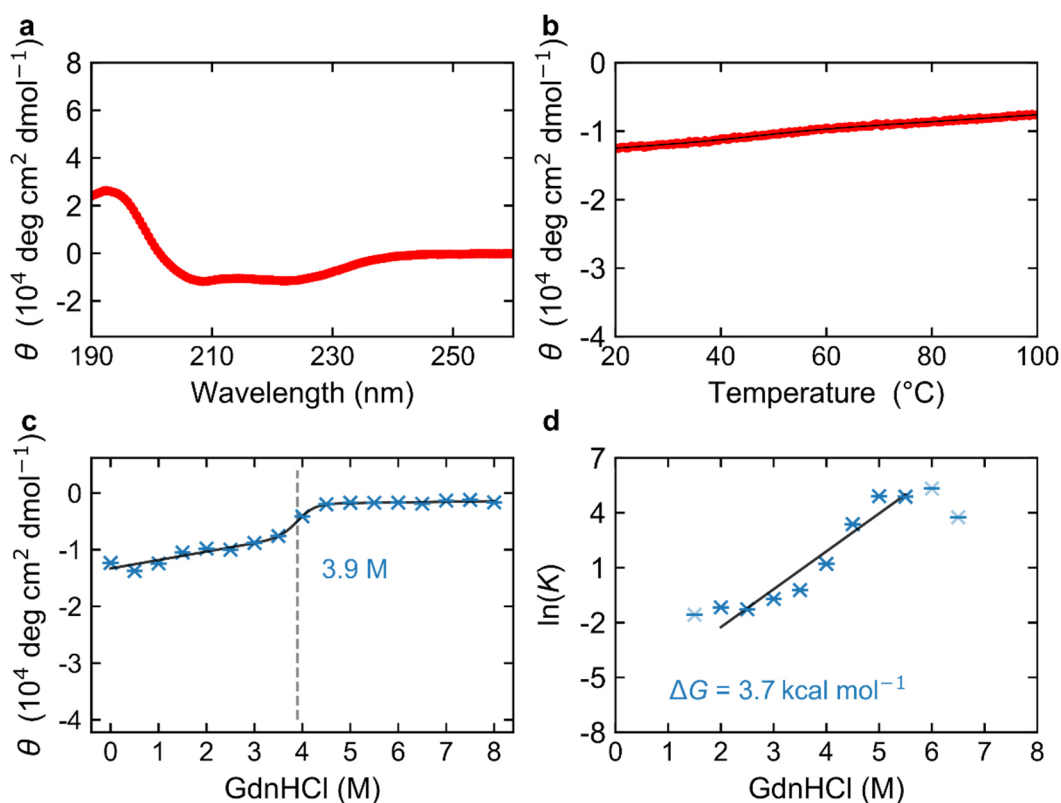 a
8
6
4
2
0
-2
190
210
230
250
Wavelength (nm)
θ (10⁴ deg cm² dmol⁻¹)
b
0
-1
-2
-3
-4
20
40
60
80
100
Temperature (°C)
θ (10⁴ deg cm² dmol⁻¹)
c
0
-1
-2
-3
-4
3.9 M
0 1 2 3 4 5 6 7 8
GdnHCl (M)
θ (10⁴ deg cm² dmol⁻¹)
d
7
4
1
-2
-5
-8
ΔG = 3.7 kcal mol⁻¹
0 1 2 3 4 5 6 7 8
GdnHCl (M)
ln(K)